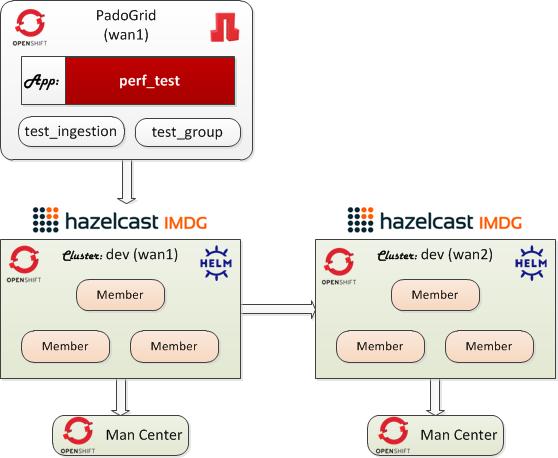 PadoGrid
(wan1)
OPENSHIFT
App:
perf_test
test_ingestion
test_group
hazelcast IMDG
hazelcast IMDG
OPENSHIFT
Cluster: dev (wan1)
HELM
Member
Member
Member
OPENSHIFT
Cluster: dev (wan2)
HELM
Member
Member
Member
OPENSHIFT
Man Center
OPENSHIFT
Man Center